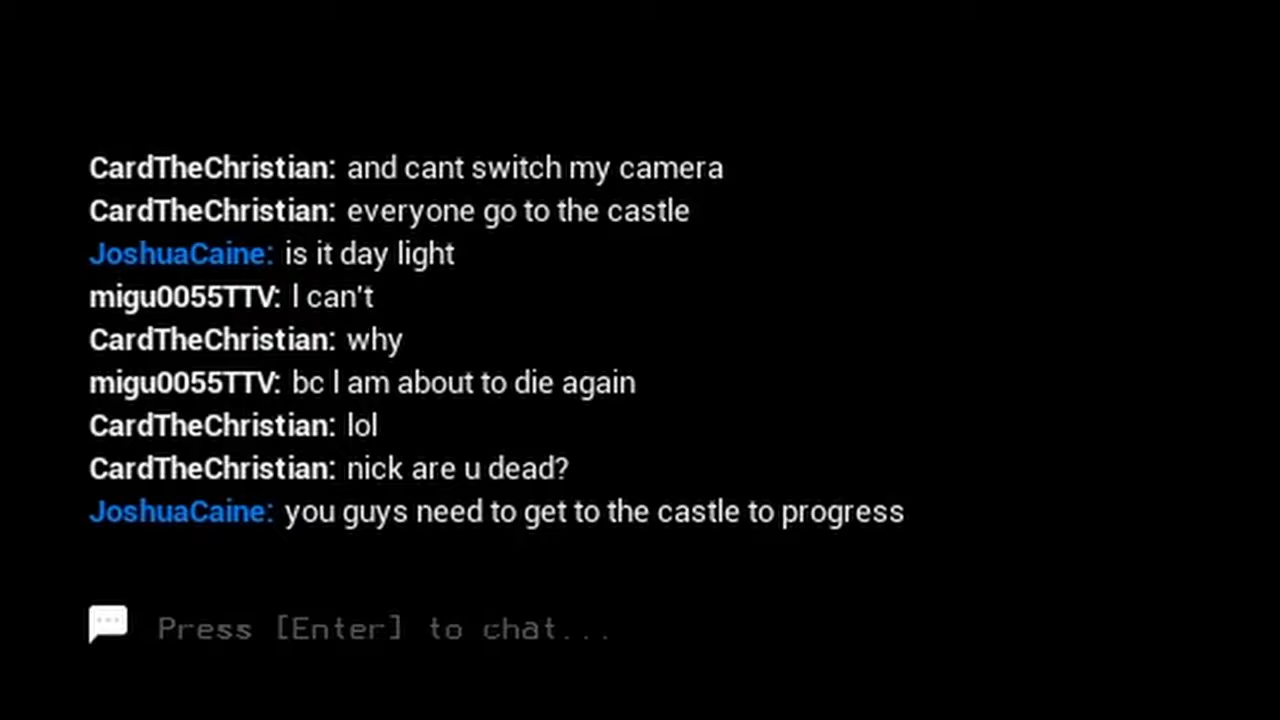 CardTheChristian: and cant switch my camera
CardTheChristian: everyone go to the castle
JoshuaCaine: is it day light
migu0055TTV: I can't
CardTheChristian: why
migu0055TTV: bc I am about to die again
CardTheChristian: lol
CardTheChristian: nick are u dead?
JoshuaCaine: you guys need to get to the castle to progress
Press [Enter] to chat...